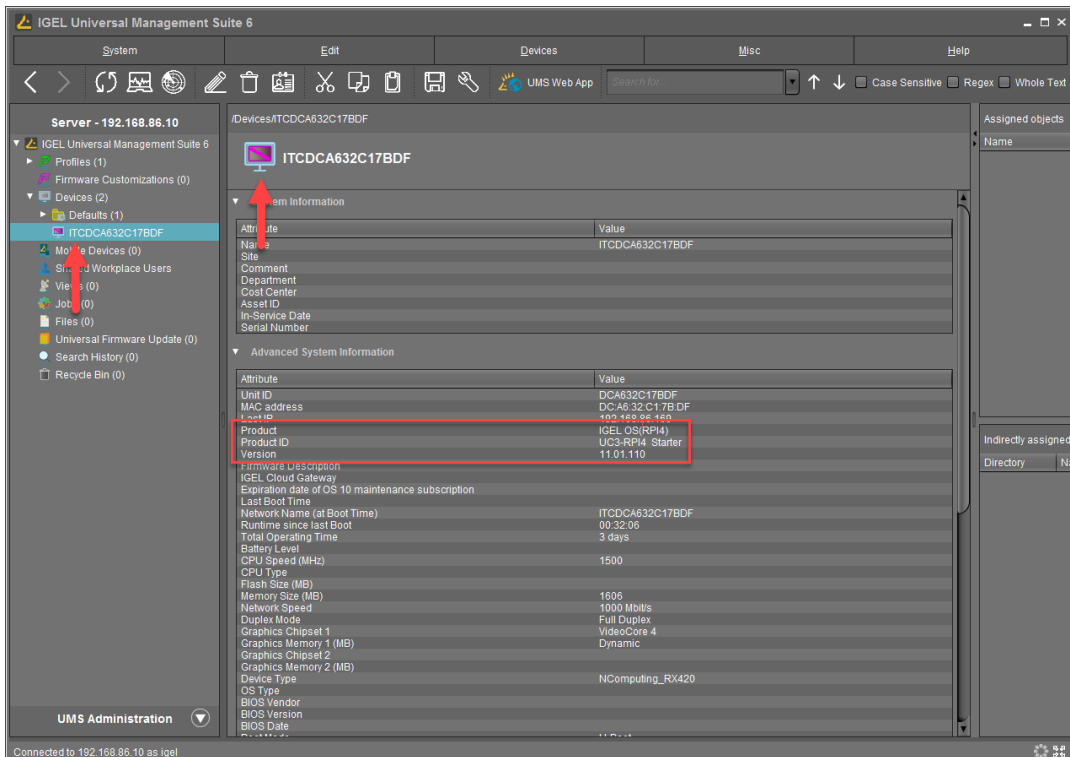 IGEL Universal Management Suite 6
System Edit Devices Misc Help
UMS Web App Search for... Case Sensitive Regex Whole Text
Server - 192.168.86.10
IGEL Universal Management Suite 6
Profiles (1)
Firmware Customizations (0)
Devices (2)
Defaults (1)
ITCDCA632C17BDF
Devices (0)
Workplace Users
(0)
(0)
Files (0)
Universal Firmware Update (0)
Search History (0)
Recycle Bin (0)
UMS Administration
/Devices/ITCDCA632C17BDF
ITCDCA632C17BDF
Information
Value
Name ITCDCA632C17BDF
Site
Comment
Department
Cost Center
Asset ID
In-Service Date
Serial Number
Advanced System Information
Attribute Value
Unit ID DCA632C17BDF
MAC address DC:A6:32:C1:7B:DF
Last IP 192.168.86.169
Product IGEL OS(RPI4)
Product ID UC3-RPI4 Starter
Version 11.01.110
Firmware Description
IGEL Cloud Gateway
Expiration date of OS 10 maintenance subscription
Last Boot Time
Network Name (at Boot Time) ITCDCA632C17BDF
Runtime since last Boot 00:32:06
Total Operating Time 3 days
Battery Level
CPU Speed (MHz) 1500
CPU Type
Flash Size (MB)
Memory Size (MB) 1606
Network Speed 1000 Mbit/s
Duplex Mode Full Duplex
Graphics Chipset 1 VideoCore 4
Graphics Memory 1 (MB) Dynamic
Graphics Chipset 2
Graphics Memory 2 (MB)
Device Type NComputing_RX420
OS Type
BIOS Vendor
BIOS Version
BIOS Date
Assigned objects
Name
Indirectly assigned
Directory
Connected to 192.168.86.10 as igel